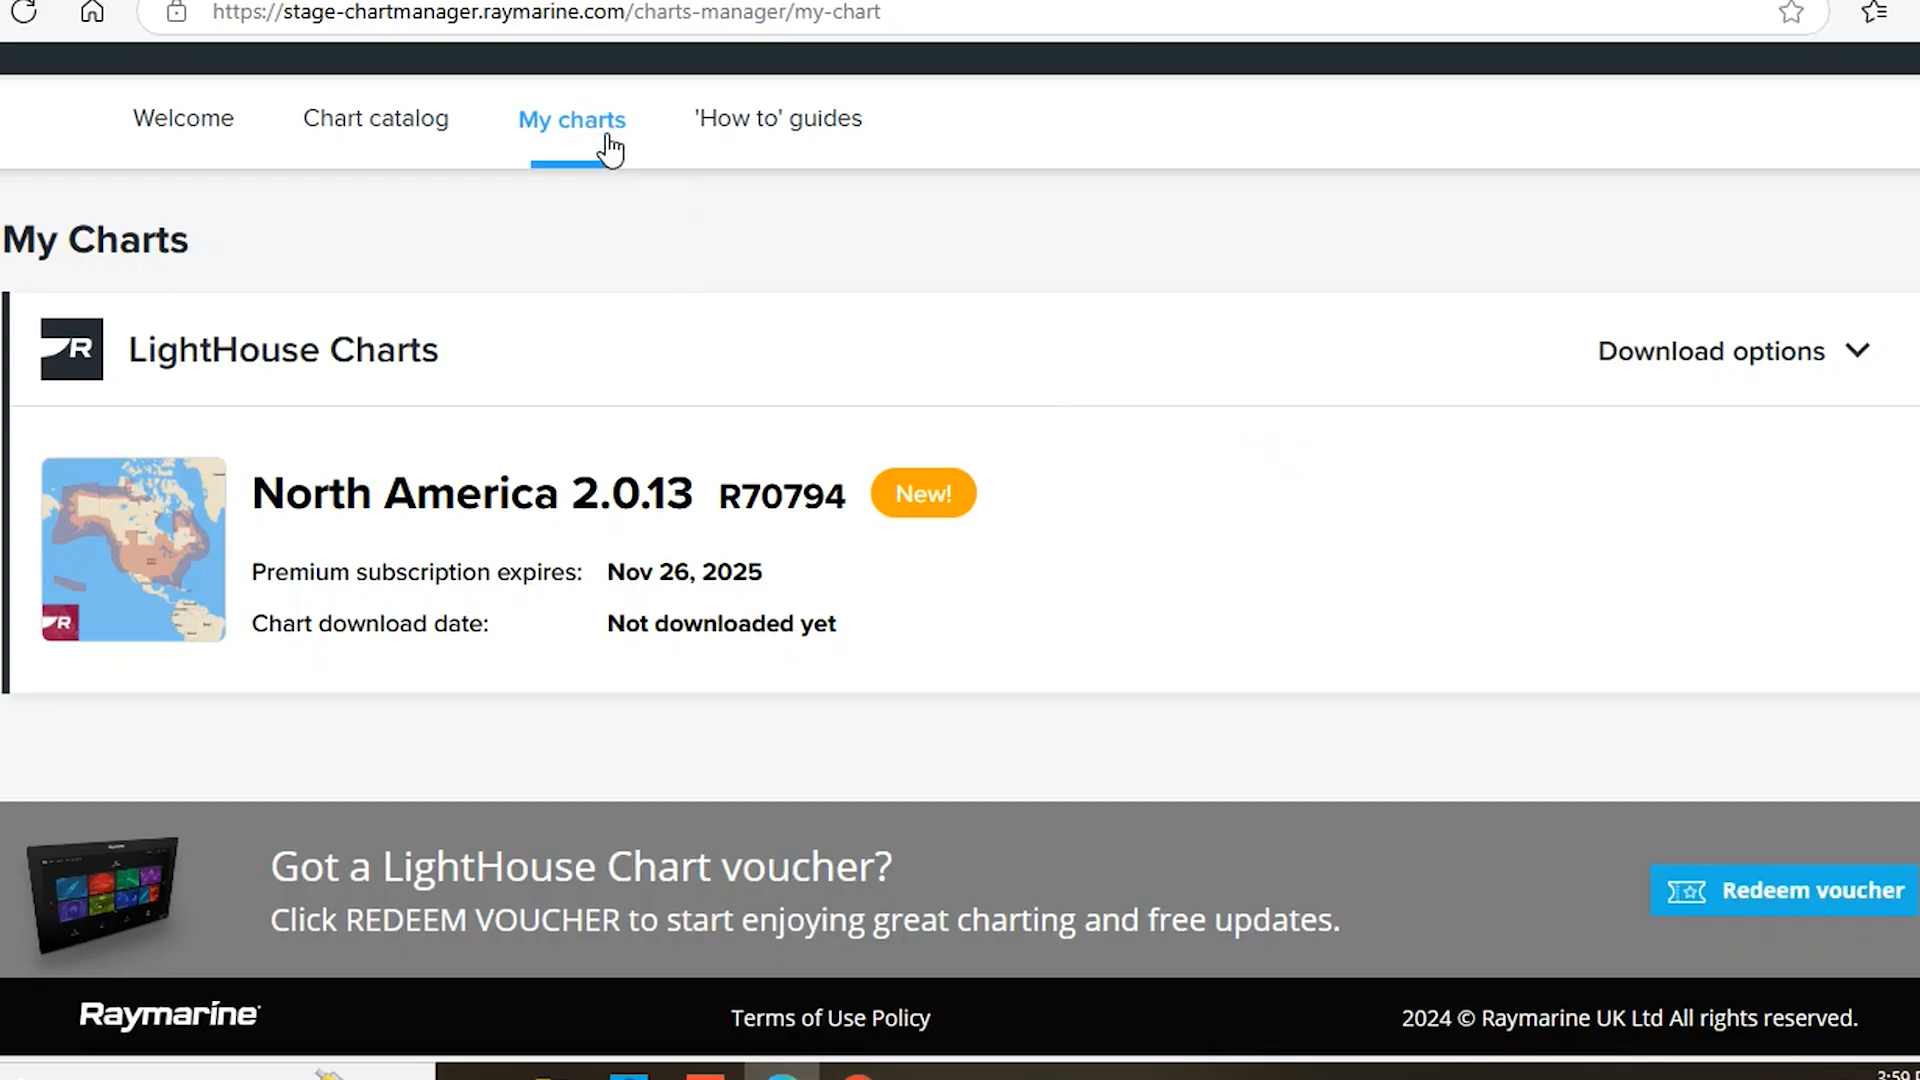 https://stage-chartmanager.raymarine.com/charts-manager/my-chart
Welcome
Chart catalog
My charts
'How to' guides
My Charts
R
LightHouse Charts
Download options
North America 2.0.13
R70794
New!
Premium subscription expires:
Nov 26, 2025
Chart download date:
Not downloaded yet
R
Got a LightHouse Chart voucher?
Click REDEEM VOUCHER to start enjoying great charting and free updates.
Redeem voucher
Raymarine
Terms of Use Policy
2024 © Raymarine UK Ltd All rights reserved.